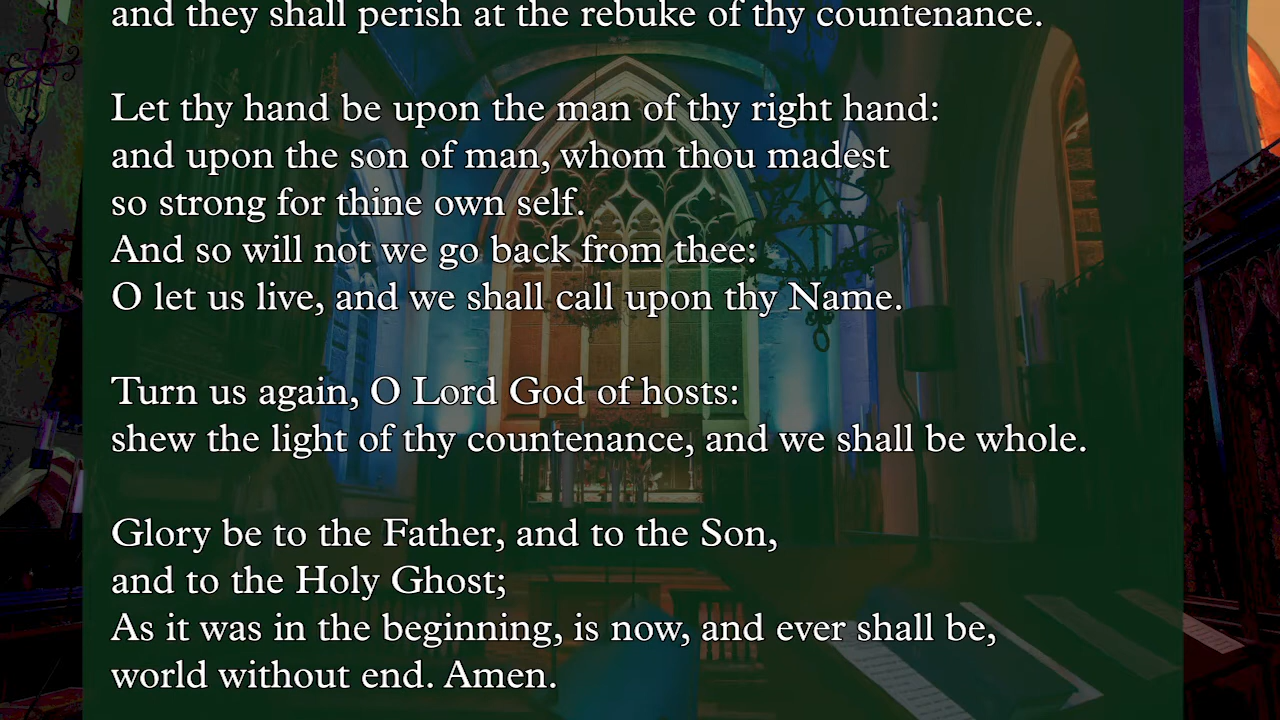 and they shall perish at the rebuke of thy countenance.
Let thy hand be upon the man of thy right hand:
and upon the son of man, whom thou madest
so strong for thine own self.
And so will not we go back from thee:
O let us live, and we shall call upon thy Name.
Turn us again, O Lord God of hosts:
shew the light of thy countenance, and we shall be whole.
Glory be to the Father, and to the Son,
and to the Holy Ghost;
As it was in the beginning, is now, and ever shall be,
world without end. Amen.